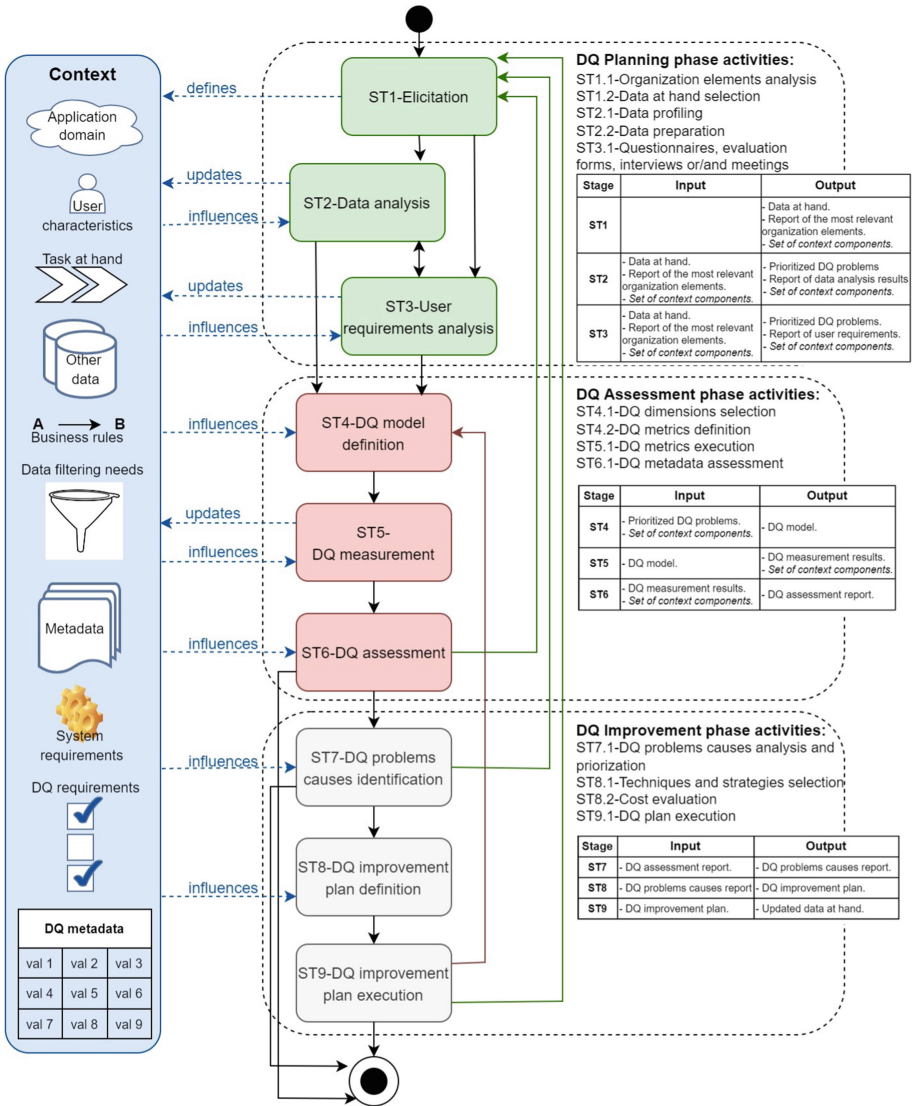 Context
Application
domain
User
characteristics
Task at hand
Other
data
A B
Business rules
Data filtering needs
Metadata
System
requirements
DQ requirements
DQ metadata
val 1 val 2 val 3
val 4 val 5 val 6
val 7 val 8 val 9
defines
updates
influences
updates
influences
influences
updates
influences
influences
influences
influences
ST1-Elicitation
ST2-Data analysis
ST3-User
requirements analysis
ST4-DQ model
definition
ST5-
DQ measurement
ST6-DQ assessment
ST7-DQ problems
causes identification
ST8-DQ improvement
plan definition
ST9-DQ improvement
plan execution
DQ Planning phase activities:
ST1.1-Organization elements analysis
ST1.2-Data at hand selection
ST2.1-Data profiling
ST2.2-Data preparation
ST3.1-Questionnaires, evaluation
forms, interviews or/and meetings
Stage Input Output
ST1
- Data at hand.
- Report of the most relevant
organization elements.
- Set of context components.
ST2
- Data at hand.
- Report of the most relevant
organization elements.
- Set of context components.
- Prioritized DQ problems
- Report of data analysis results
- Set of context components.
ST3
- Data at hand.
- Report of the most relevant
organization elements.
- Set of context components.
- Prioritized DQ problems.
- Report of user requirements.
- Set of context components.
DQ Assessment phase activities:
ST4.1-DQ dimensions selection
ST4.2-DQ metrics definition
ST5.1-DQ metrics execution
ST6.1-DQ metadata assessment
Stage Input Output
ST4
- Prioritized DQ problems.
- Set of context components.
- DQ model.
ST5
- DQ model.
- DQ measurement results.
- Set of context components.
ST6
- DQ measurement results.
- Set of context components.
- DQ assessment report.
DQ Improvement phase activities:
ST7.1-DQ problems causes analysis and
priorization
ST8.1-Techniques and strategies selection
ST8.2-Cost evaluation
ST9.1-DQ plan execution
Stage Input Output
ST7 - DQ assessment report. - DQ problems causes report.
ST8 - DQ problems causes report - DQ improvement plan.
ST9 - DQ improvement plan. - Updated data at hand.